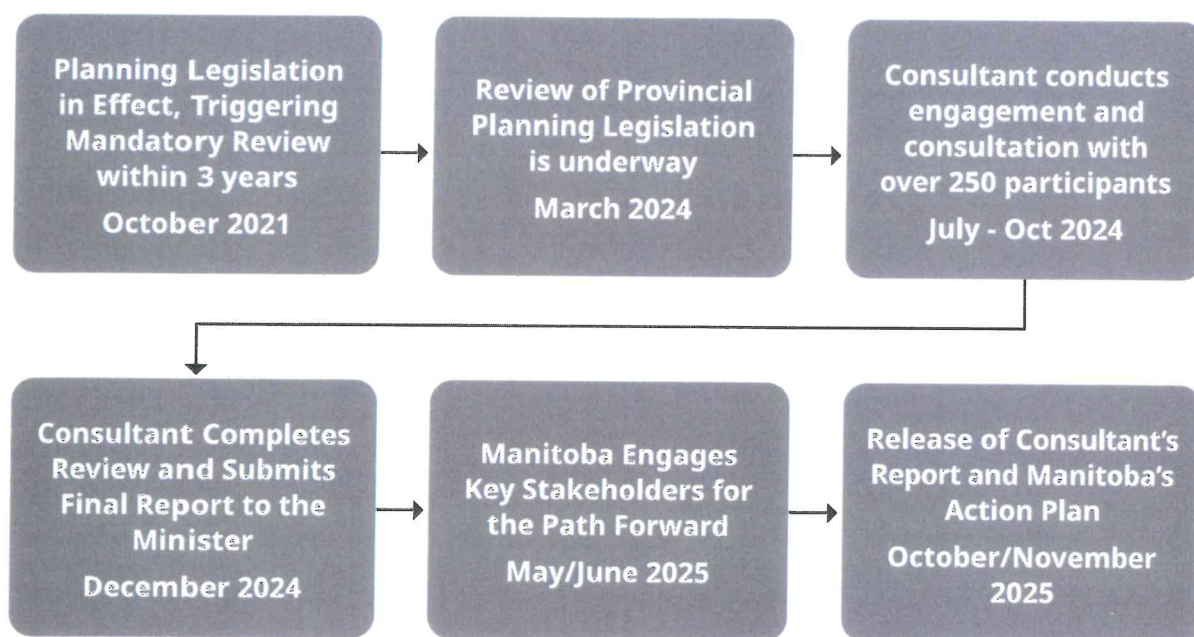 Planning Legislation
in Effect, Triggering
Mandatory Review
within 3 years
October 2021
Review of Provincial
Planning Legislation
is underway
March 2024
Consultant conducts
engagement and
consultation with
over 250 participants
July - Oct 2024
Consultant Completes
Review and Submits
Final Report to the
Minister
December 2024
Manitoba Engages
Key Stakeholders for
the Path Forward
May/June 2025
Release of Consultant's
Report and Manitoba's
Action Plan
October/November
2025